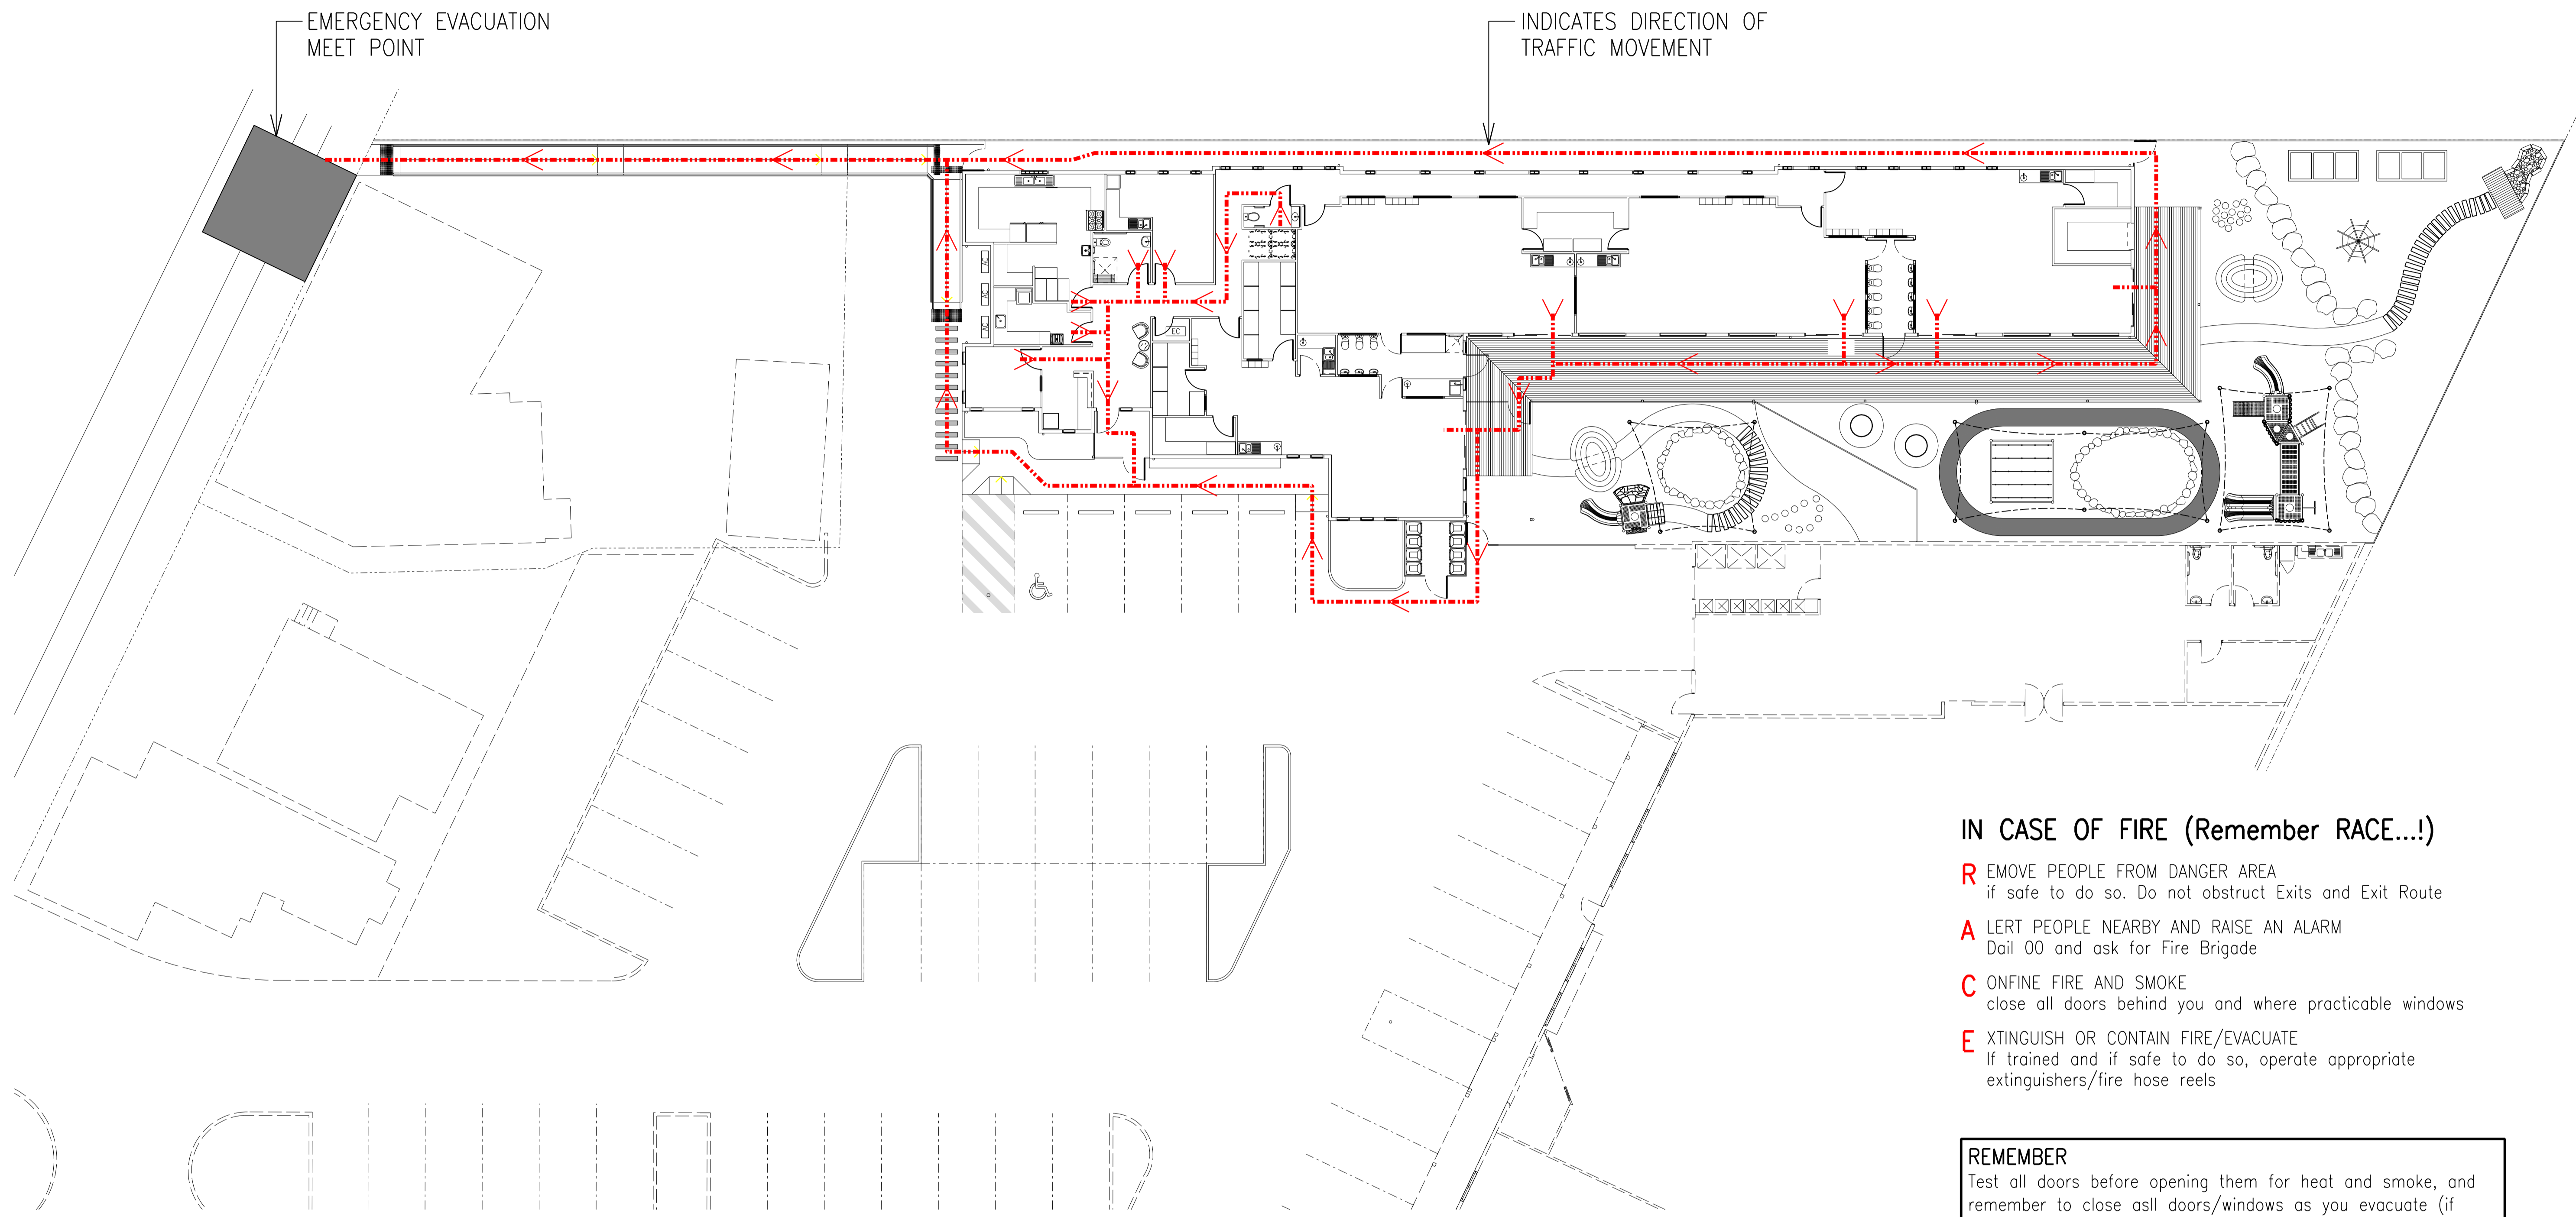 EMERGENCY EVACUATION
MEET POINT
INDICATES DIRECTION OF
TRAFFIC MOVEMENT
AC
AC
AC
EC
IN CASE OF FIRE (Remember RACE...!)
R EMOVE PEOPLE FROM DANGER AREA
if safe to do so. Do not obstruct Exits and Exit Route
A LERT PEOPLE NEARBY AND RAISE AN ALARM
Dail 00 and ask for Fire Brigade
C ONFINE FIRE AND SMOKE
close all doors behind you and where practicable windows
E XTINGUISH OR CONTAIN FIRE/EVACUATE
If trained and if safe to do so, operate appropriate
extinguishers/fire hose reels
REMEMBER
Test all doors before opening them for heat and smoke, and
remember to close asll doors/windows as you evacuate (if